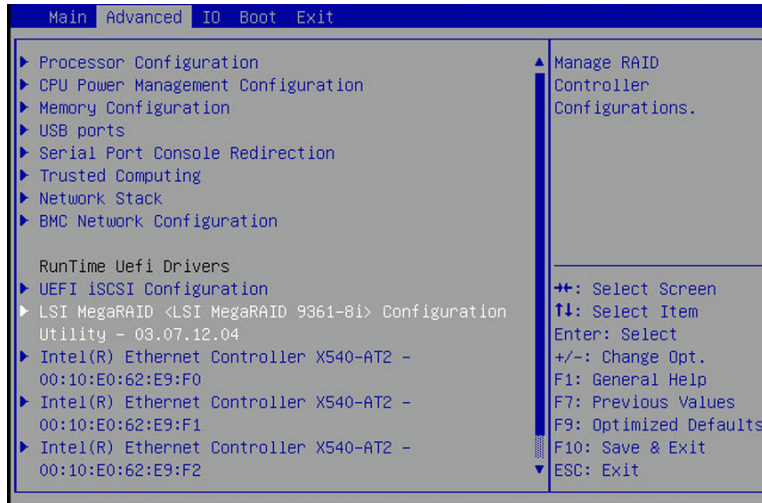 Main Advanced IO Boot Exit
Processor Configuration
CPU Power Management Configuration
Memory Configuration
USB ports
Serial Port Console Redirection
Trusted Computing
Network Stack
BMC Network Configuration
RunTime Uefi Drivers
UEFI iSCSI Configuration
LSI MegaRAID <LSI MegaRAID 9361-8i> Configuration
Utility - 03.07.12.04
Intel(R) Ethernet Controller X540-AT2 -
00:10:E0:62:E9:F0
Intel(R) Ethernet Controller X540-AT2 -
00:10:E0:62:E9:F1
Intel(R) Ethernet Controller X540-AT2 -
00:10:E0:62:E9:F2
Manage RAID
Controller
Configurations.
→←: Select Screen
↑↓: Select Item
Enter: Select
+/-: Change Opt.
F1: General Help
F7: Previous Values
F9: Optimized Defaults
F10: Save & Exit
ESC: Exit